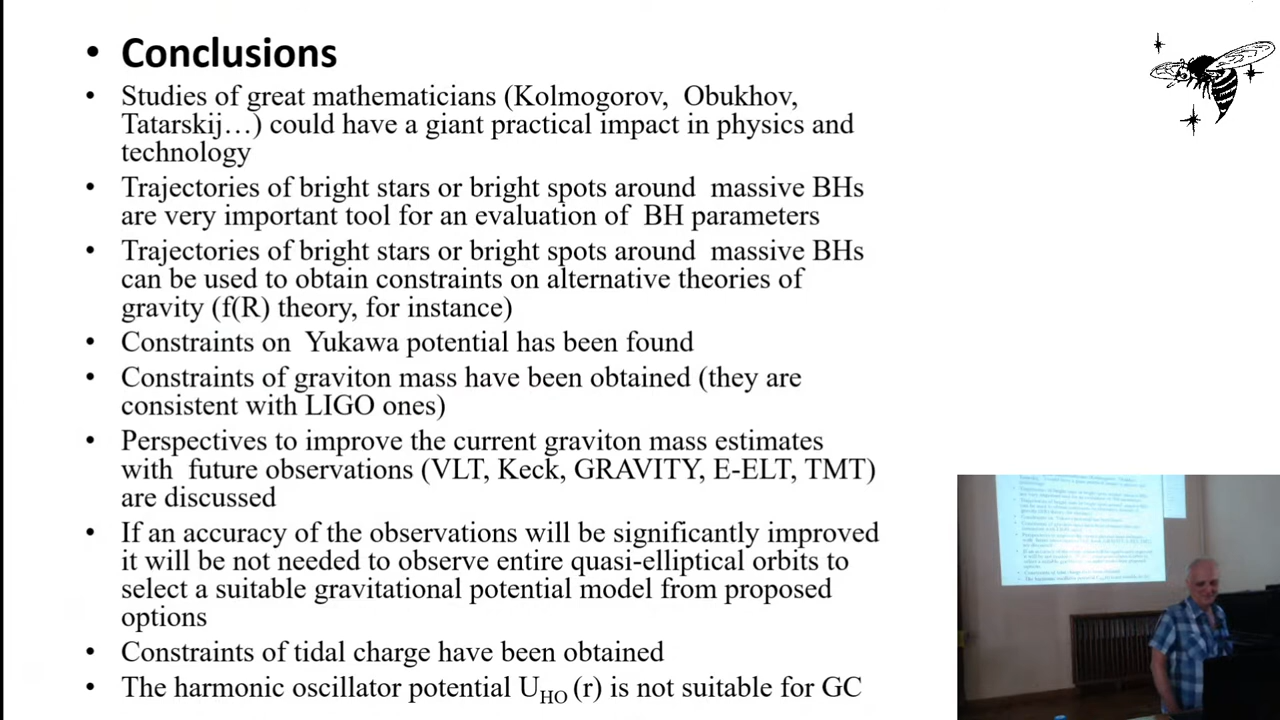 • Conclusions
• Studies of great mathematicians (Kolmogorov, Obukhov,
Tatarskij…) could have a giant practical impact in physics and
technology
• Trajectories of bright stars or bright spots around massive BHs
are very important tool for an evaluation of BH parameters
• Trajectories of bright stars or bright spots around massive BHs
can be used to obtain constraints on alternative theories of
gravity (f(R) theory, for instance)
• Constraints on Yukawa potential has been found
• Constraints of graviton mass have been obtained (they are
consistent with LIGO ones)
• Perspectives to improve the current graviton mass estimates
with future observations (VLT, Keck, GRAVITY, E-ELT, TMT)
are discussed
• If an accuracy of the observations will be significantly improved
it will be not needed to observe entire quasi-elliptical orbits to
select a suitable gravitational potential model from proposed
options
• Constraints of tidal charge have been obtained
• The harmonic oscillator potential U_HO (r) is not suitable for GC